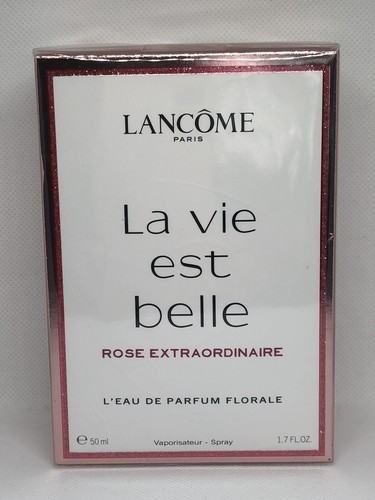 LANCÔME
PARIS
La vie
est
belle
ROSE EXTRAORDINAIRE
L'EAU DE PARFUM FLORALE
℮ 50 ml Vaporisateur - Spray 1.7 FL.OZ.